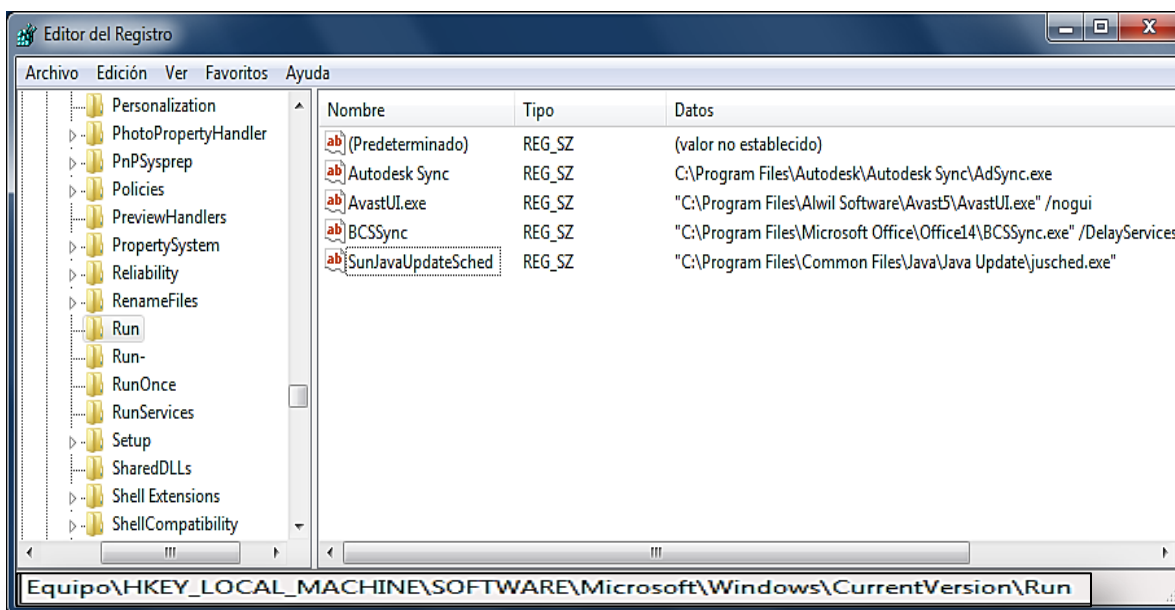 Editor del Registro
Archivo Edición Ver Favoritos Ayuda
Personalization
PhotoPropertyHandler
PnPSysprep
Policies
PreviewHandlers
PropertySystem
Reliability
RenameFiles
Run
Run-
RunOnce
RunServices
Setup
SharedDLLs
Shell Extensions
ShellCompatibility
Nombre Tipo Datos
(Predeterminado) REG_SZ (valor no establecido)
Autodesk Sync REG_SZ C:\Program Files\Autodesk\Autodesk Sync\AdSync.exe
AvastUI.exe REG_SZ "C:\Program Files\Alwil Software\Avast5\AvastUI.exe" /nogui
BCSSync REG_SZ "C:\Program Files\Microsoft Office\Office14\BCSSync.exe" /DelayServices
SunJavaUpdateSched REG_SZ "C:\Program Files\Common Files\Java\Java Update\jusched.exe"
Equipo\HKEY_LOCAL_MACHINE\SOFTWARE\Microsoft\Windows\CurrentVersion\Run